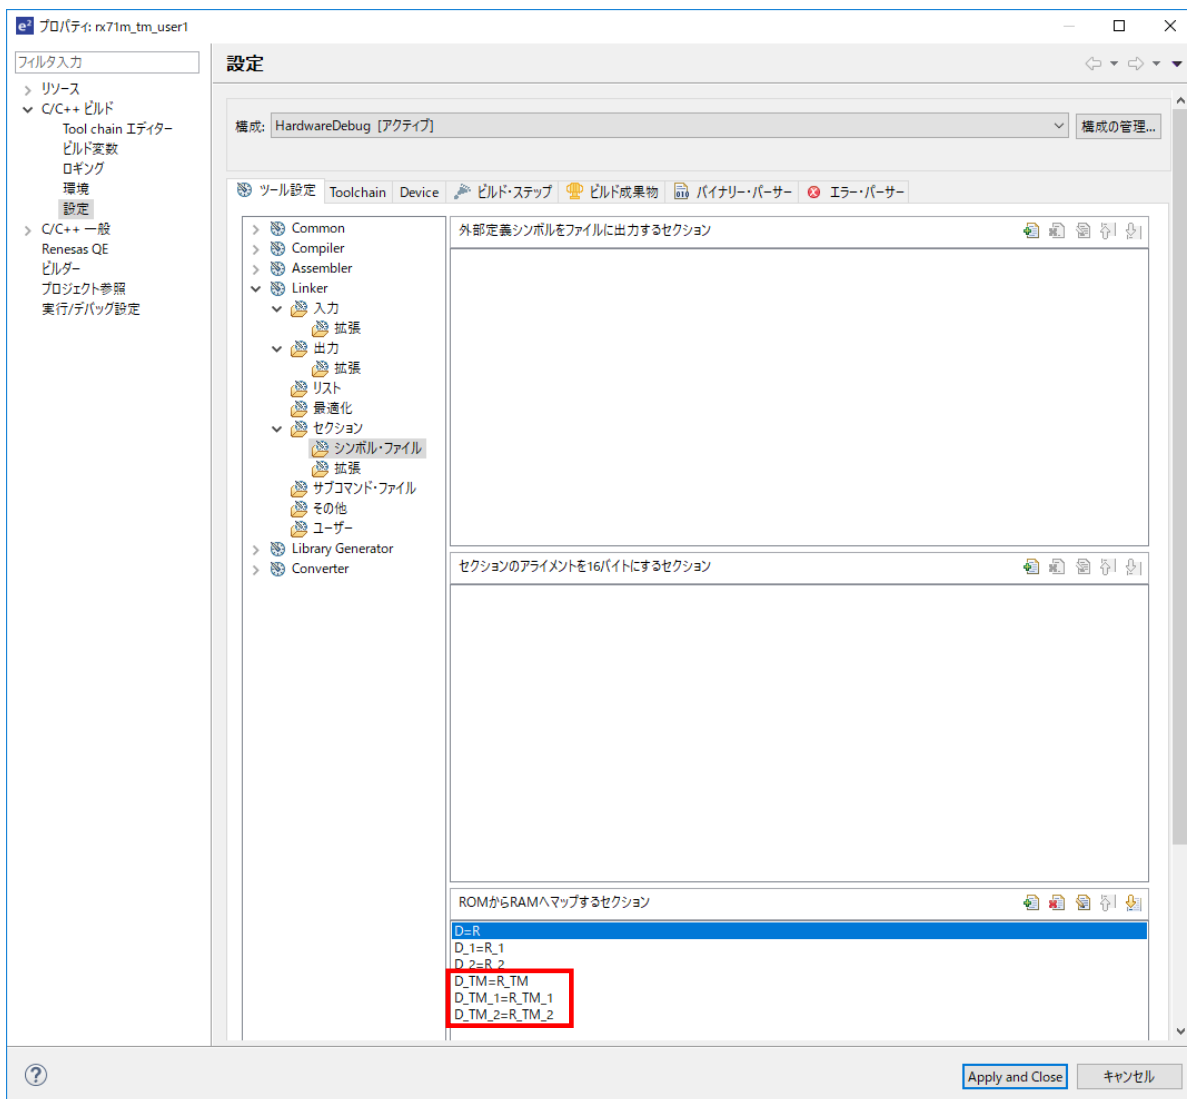 e² プロパティ: rx71m_tm_user1
フィルタ入力
リソース
C/C++ ビルド
Tool chain エディター
ビルド変数
ロギング
環境
設定
C/C++ 一般
Renesas QE
ビルダー
プロジェクト参照
実行/デバッグ設定
設定
構成: HardwareDebug [アクティブ]
構成の管理...
ツール設定 Toolchain Device ビルド・ステップ ビルド成果物 バイナリー・パーサー エラー・パーサー
Common
Compiler
Assembler
Linker
入力
拡張
出力
拡張
リスト
最適化
セクション
シンボル・ファイル
拡張
サブコマンド・ファイル
その他
ユーザー
Library Generator
Converter
外部定義シンボルをファイルに出力するセクション
セクションのアライメントを16バイトにするセクション
ROMからRAMへマップするセクション
D=R
D_1=R_1
D_2=R_2
D_TM=R_TM
D_TM_1=R_TM_1
D_TM_2=R_TM_2
Apply and Close キャンセル